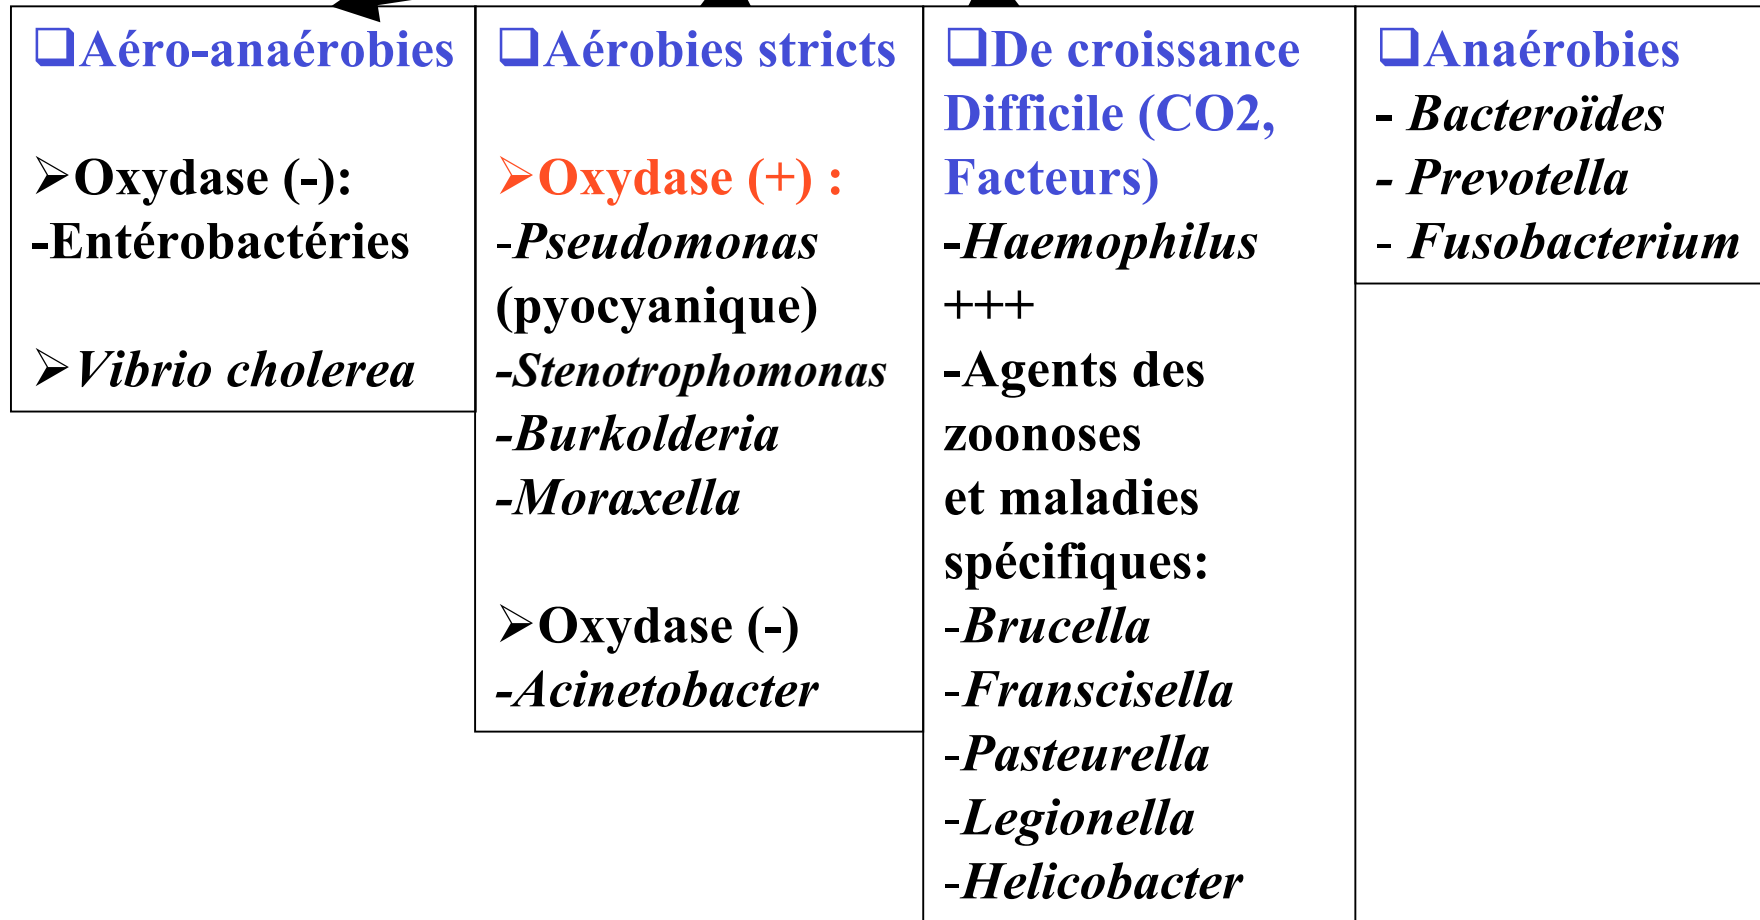 ❑Aéro-anaérobies
➢Oxydase (-):
-Entérobactéries
➢Vibrio cholerea
❑Aérobies stricts
➢Oxydase (+) :
-Pseudomonas
(pyocyanique)
-Stenotrophomonas
-Burkolderia
-Moraxella
➢Oxydase (-)
-Acinetobacter
❑De croissance
Difficile (CO2,
Facteurs)
-Haemophilus
+++
-Agents des
zoonoses
et maladies
spécifiques:
-Brucella
-Franscisella
-Pasteurella
-Legionella
-Helicobacter
❑Anaérobies
- Bacteroïdes
- Prevotella
- Fusobacterium